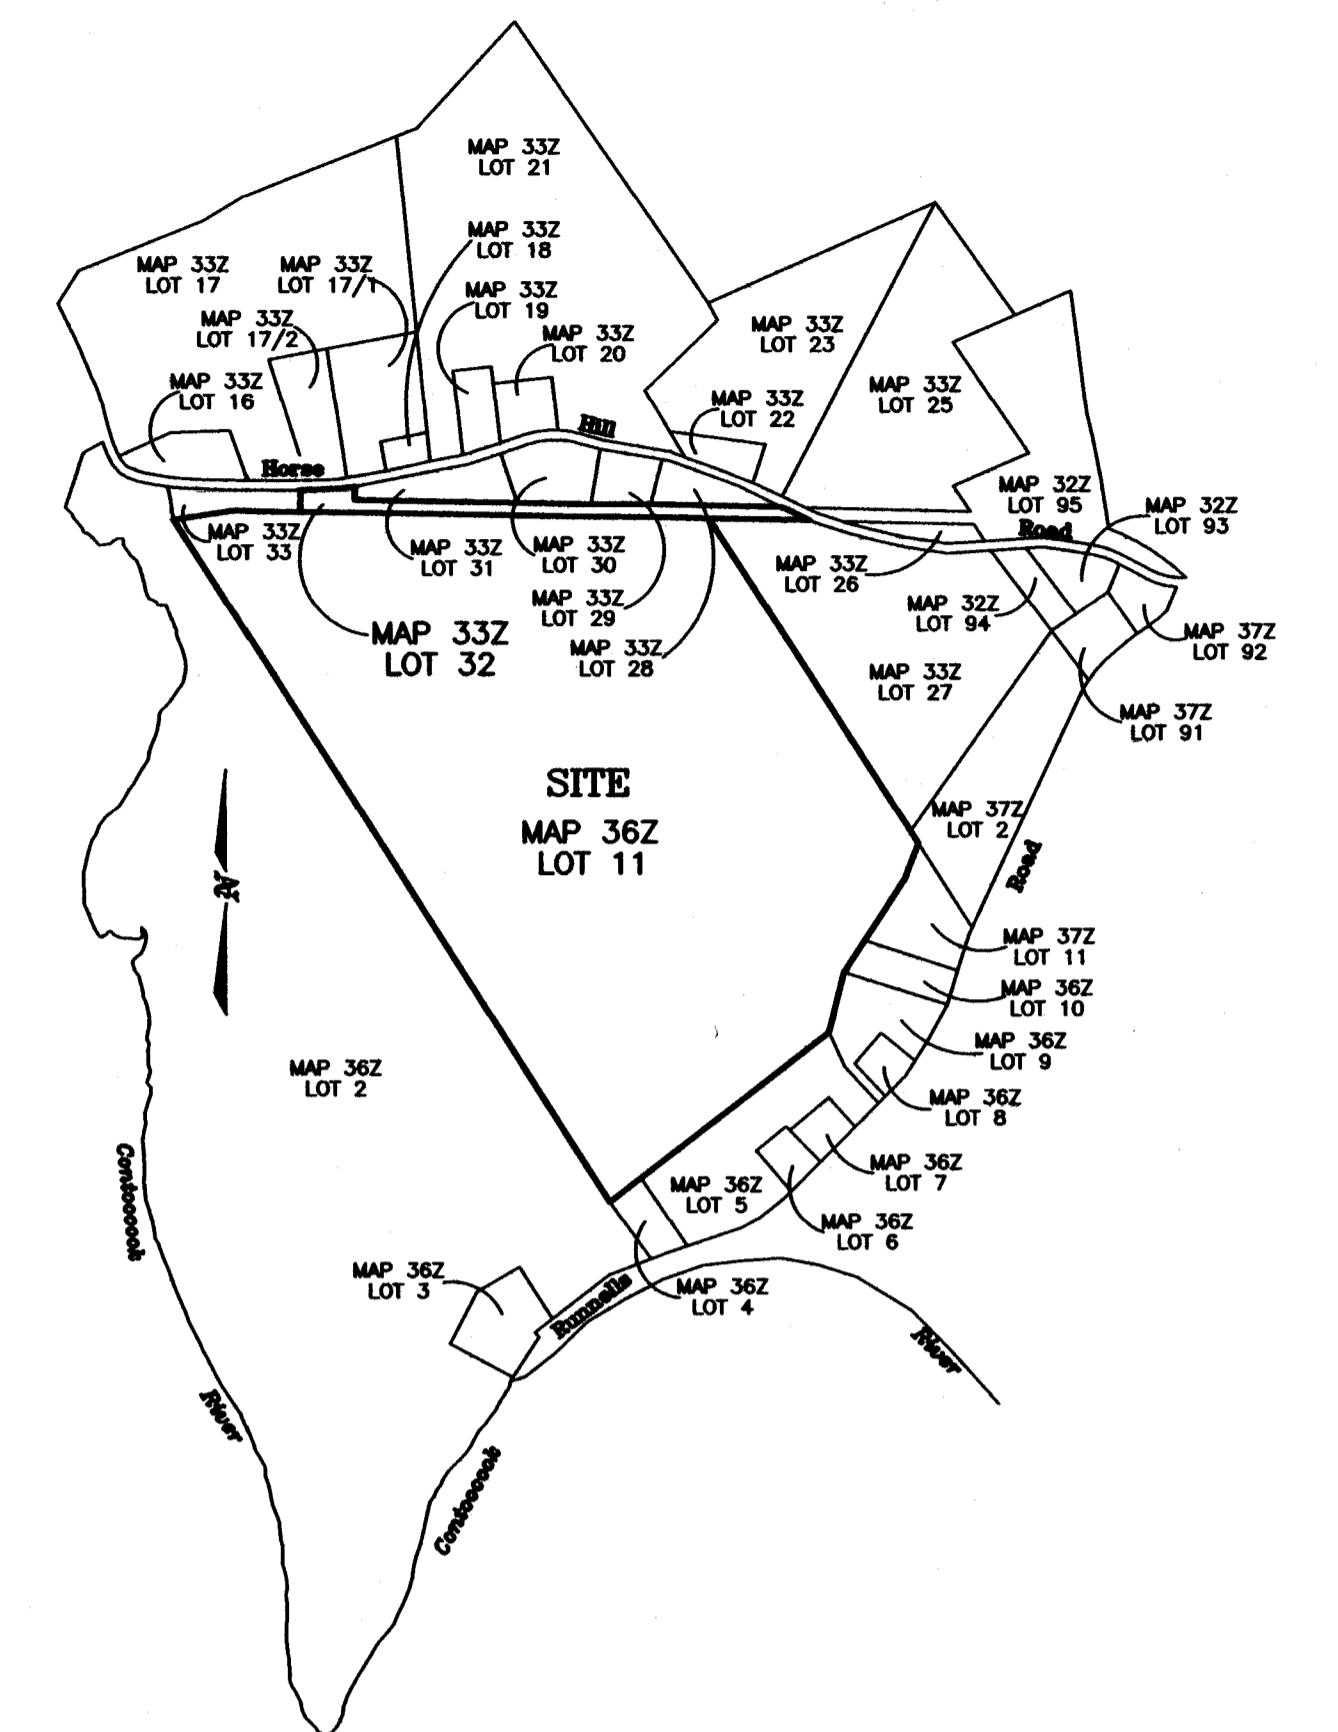 MAP 33Z
LOT 21
MAP 33Z
LOT 18
MAP 33Z
LOT 17
MAP 33Z
LOT 17/1
MAP 33Z
LOT 19
MAP 33Z
LOT 17/2
MAP 33Z
LOT 20
MAP 33Z
LOT 23
MAP 33Z
LOT 16
MAP 33Z
LOT 25
MAP 33Z
LOT 22
Horse
Hill
Road
MAP 32Z
LOT 95
MAP 32Z
LOT 93
MAP 33Z
LOT 33
MAP 33Z
LOT 31
MAP 33Z
LOT 30
MAP 33Z
LOT 26
MAP 33Z
LOT 29
MAP 32Z
LOT 94
MAP 33Z
LOT 32
MAP 33Z
LOT 28
MAP 37Z
LOT 92
MAP 33Z
LOT 27
MAP 37Z
LOT 91
SITE
MAP 36Z
LOT 11
MAP 37Z
LOT 2
Road
N
MAP 37Z
LOT 11
MAP 36Z
LOT 10
MAP 36Z
LOT 9
MAP 36Z
LOT 2
MAP 36Z
LOT 8
MAP 36Z
LOT 7
MAP 36Z
LOT 5
MAP 36Z
LOT 6
Contoocook
River
MAP 36Z
LOT 3
MAP 36Z
LOT 4
Runnells
River
Contoocook